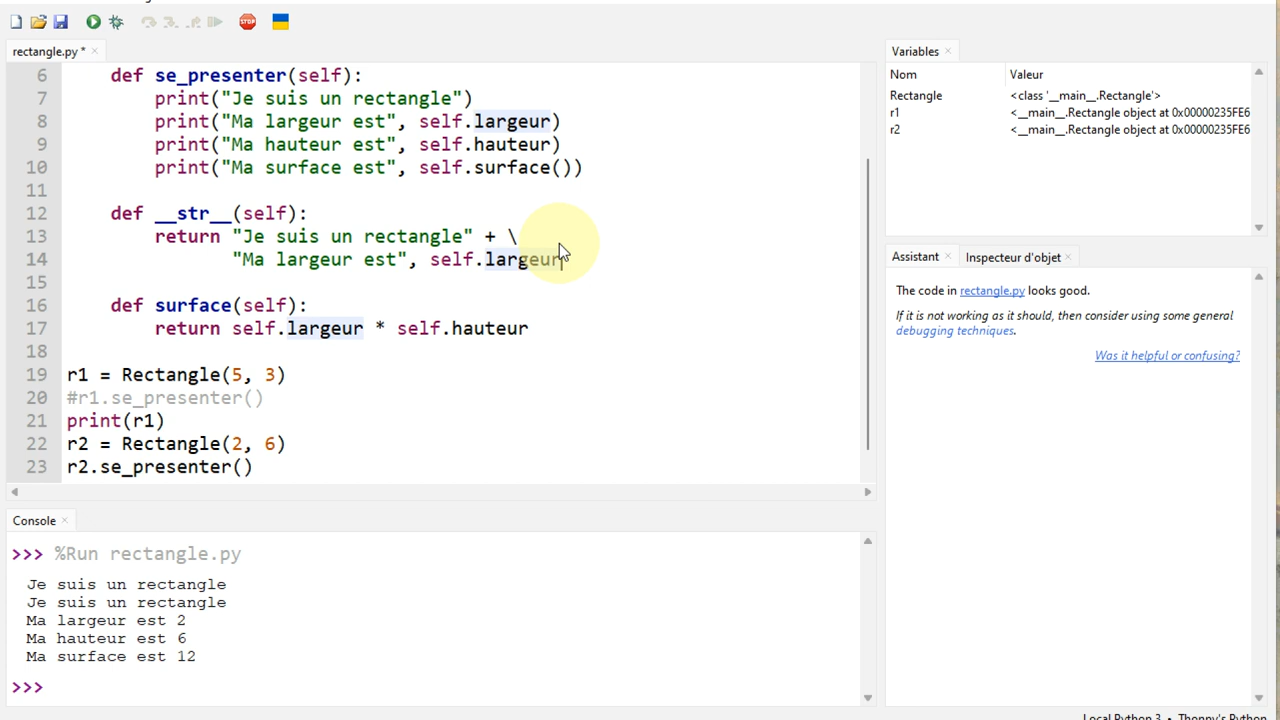 rectangle.py *
6 def se_presenter(self):
7 print("Je suis un rectangle")
8 print("Ma largeur est", self.largeur)
9 print("Ma hauteur est", self.hauteur)
10 print("Ma surface est", self.surface())
11
12 def __str__(self):
13 return "Je suis un rectangle" + \
14 "Ma largeur est", self.largeur
15
16 def surface(self):
17 return self.largeur * self.hauteur
18
19 r1 = Rectangle(5, 3)
20 #r1.se_presenter()
21 print(r1)
22 r2 = Rectangle(2, 6)
23 r2.se_presenter()
Console
>>> %Run rectangle.py
Je suis un rectangle
Je suis un rectangle
Ma largeur est 2
Ma hauteur est 6
Ma surface est 12
>>>
Variables
Nom Valeur
Rectangle <class '__main__.Rectangle'>
r1 <__main__.Rectangle object at 0x00000235FE6
r2 <__main__.Rectangle object at 0x00000235FE6
Assistant Inspecteur d'objet
The code in rectangle.py looks good.
If it is not working as it should, then consider using some general
debugging techniques.
Was it helpful or confusing?
Local Python 3 • Thonny's Python
STOP